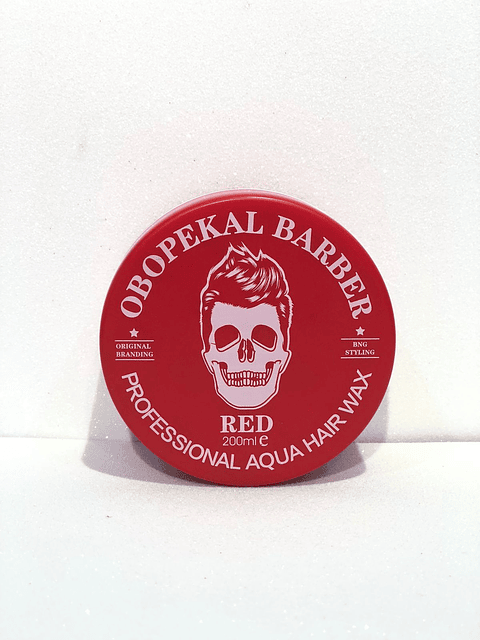 OBOPEKAL BARBER
ORIGINAL
BRANDING
BNG
STYLING
RED
200ml e
PROFESSIONAL AQUA HAIR WAX